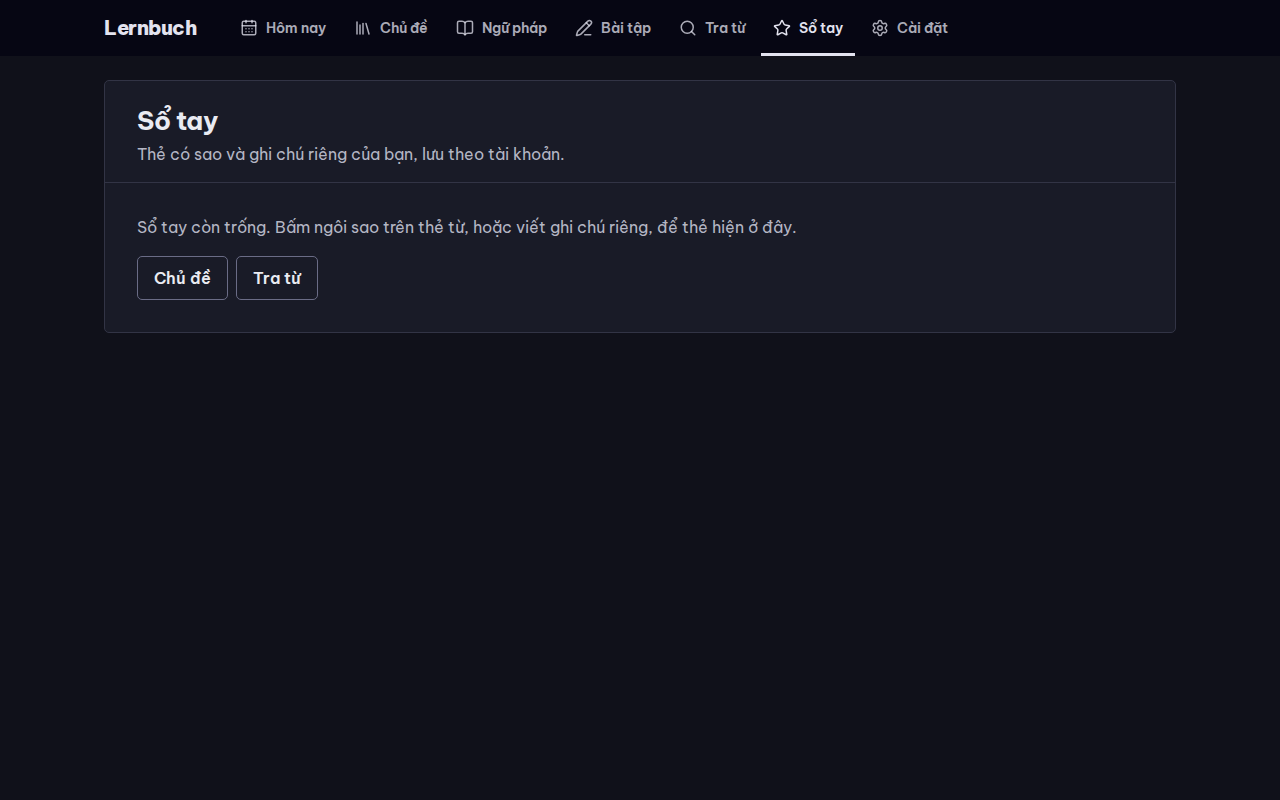 Lernbuch
Hôm nay
Chủ đề
Ngữ pháp
Bài tập
Tra từ
Sổ tay
Cài đặt
Sổ tay
Thẻ có sao và ghi chú riêng của bạn, lưu theo tài khoản.
Sổ tay còn trống. Bấm ngôi sao trên thẻ từ, hoặc viết ghi chú riêng, để thẻ hiện ở đây.
Chủ đề
Tra từ